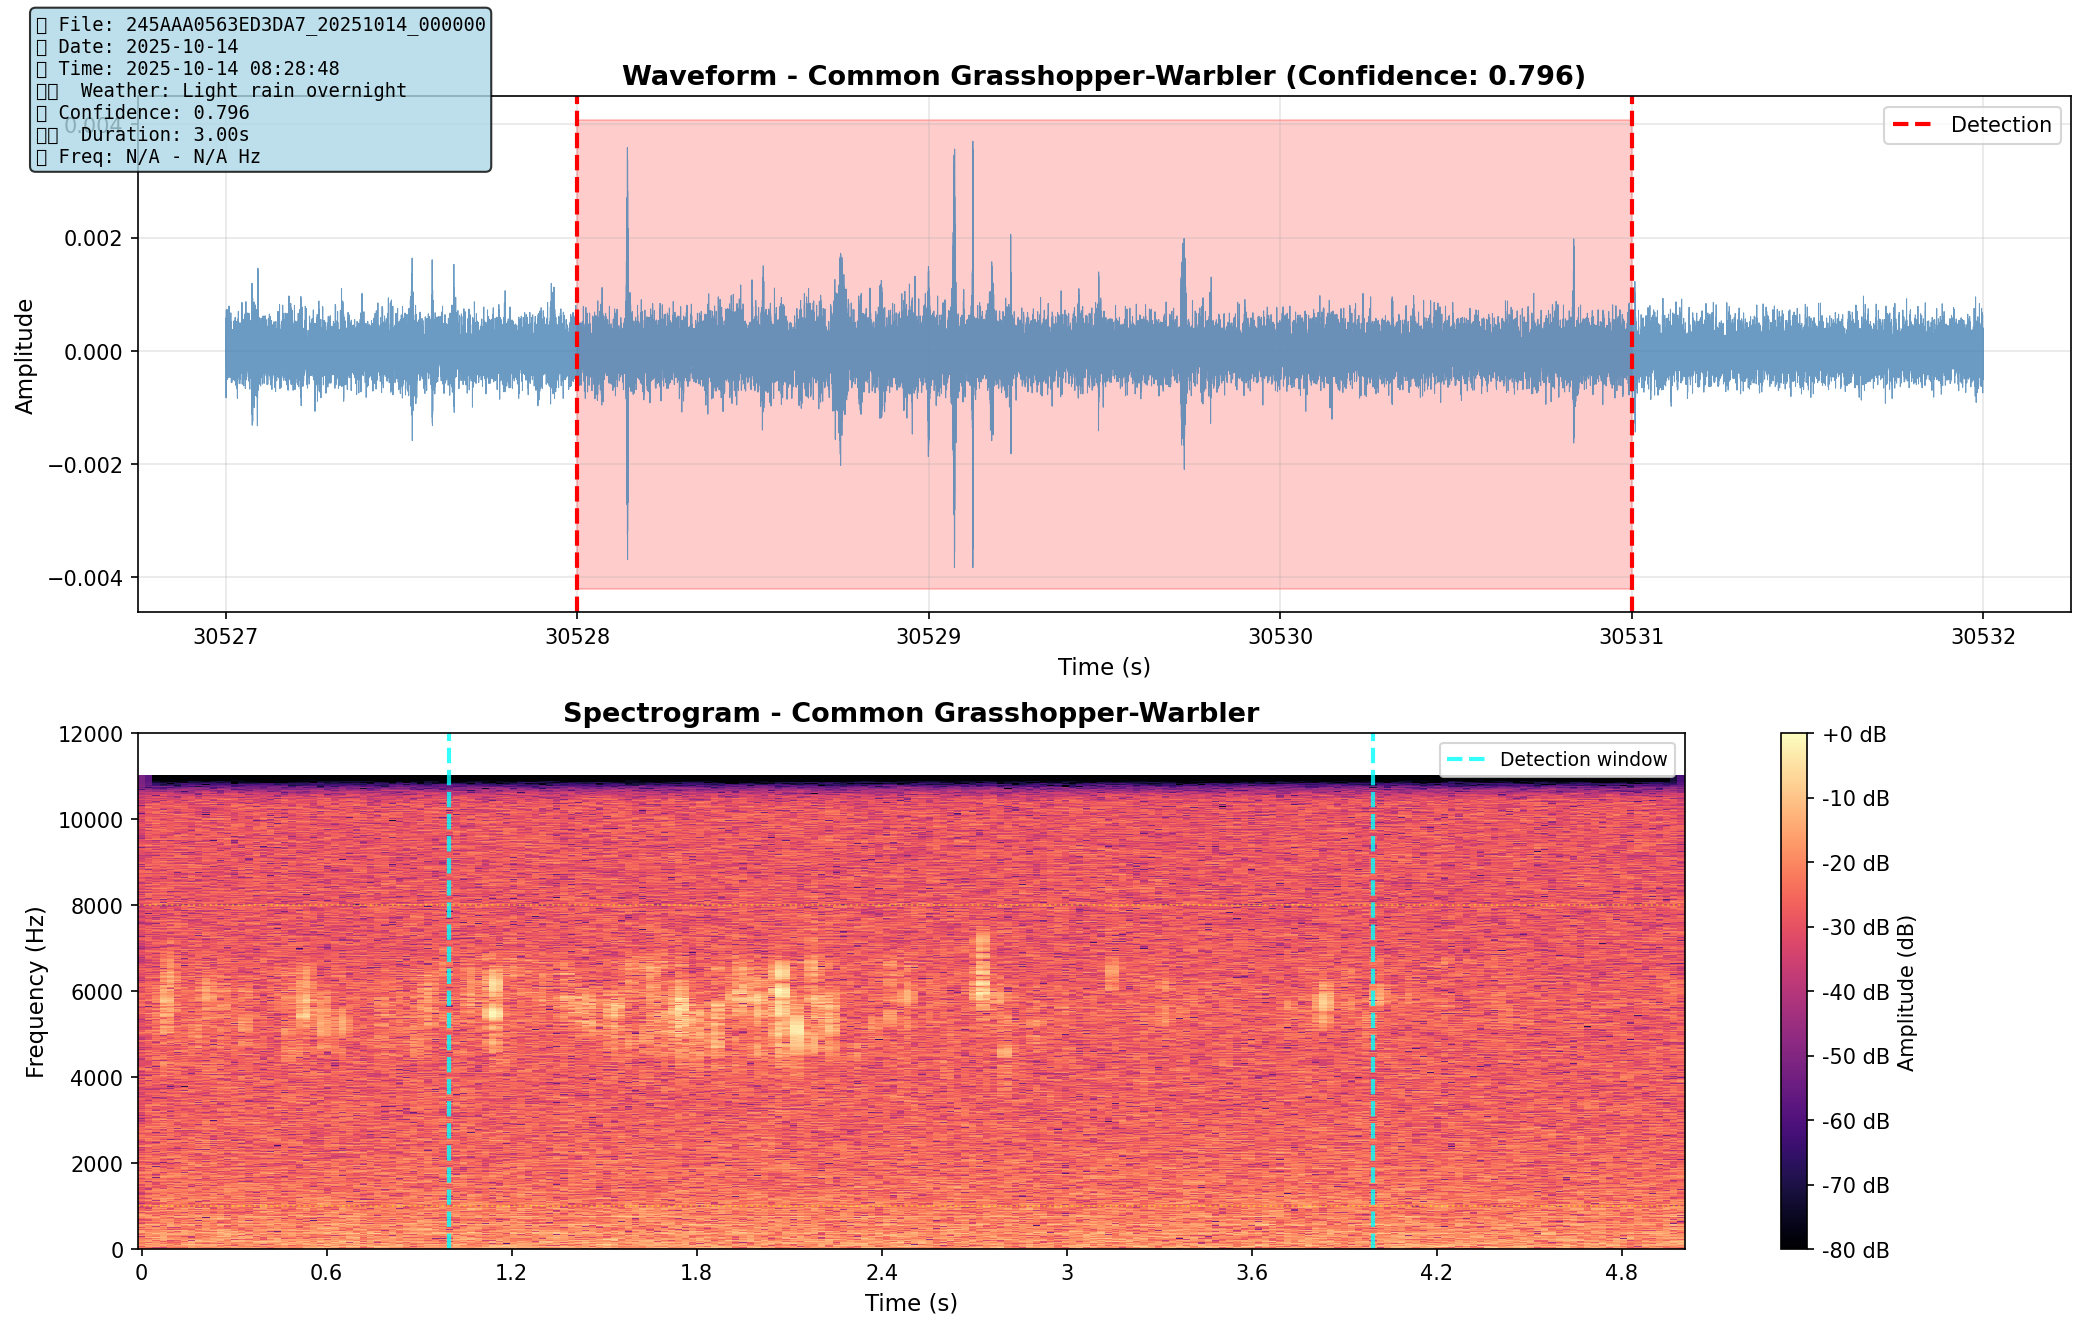 File: 245AAA0563ED3DA7_20251014_000000
Date: 2025-10-14
Time: 2025-10-14 08:28:48
Weather: Light rain overnight
Confidence: 0.796
Duration: 3.00s
Freq: N/A - N/A Hz
Waveform - Common Grasshopper-Warbler (Confidence: 0.796)
Detection
0.004
0.002
0.000
−0.002
−0.004
Amplitude
30527 30528 30529 30530 30531 30532
Time (s)
Spectrogram - Common Grasshopper-Warbler
Detection window
12000
10000
8000
6000
4000
2000
0
Frequency (Hz)
0 0.6 1.2 1.8 2.4 3 3.6 4.2 4.8
Time (s)
+0 dB
-10 dB
-20 dB
-30 dB
-40 dB
-50 dB
-60 dB
-70 dB
-80 dB
Amplitude (dB)